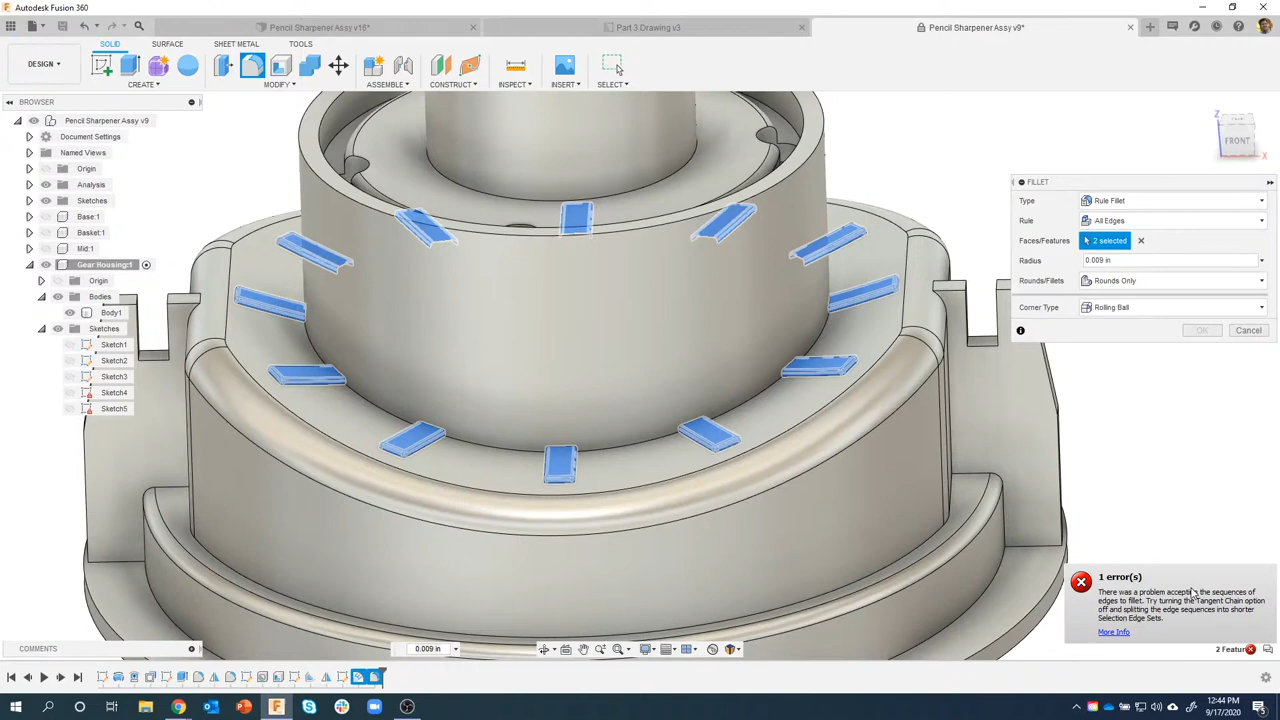 Autodesk Fusion 360
Pencil Sharpener Assy v16*
Part 3 Drawing v3
Pencil Sharpener Assy v9*
SOLID SURFACE SHEET METAL TOOLS
DESIGN
CREATE MODIFY ASSEMBLE CONSTRUCT INSPECT INSERT SELECT
BROWSER
Pencil Sharpener Assy v9
Document Settings
Named Views
Origin
Analysis
Sketches
Base:1
Basket:1
Mid:1
Gear Housing:1
Origin
Bodies
Body1
Sketches
Sketch1
Sketch2
Sketch3
Sketch4
Sketch5
Z
FRONT
X
FILLET
Type Rule Fillet
Rule All Edges
Faces/Features 2 selected
Radius 0.009 in
Rounds/Fillets Rounds Only
Corner Type Rolling Ball
OK Cancel
1 error(s)
There was a problem accepting the sequences of
edges to fillet. Try turning the Tangent Chain option
off and splitting the edge sequences into shorter
Selection Edge Sets.
More Info
COMMENTS
0.009 in
2 Featur
12:44 PM
9/17/2020